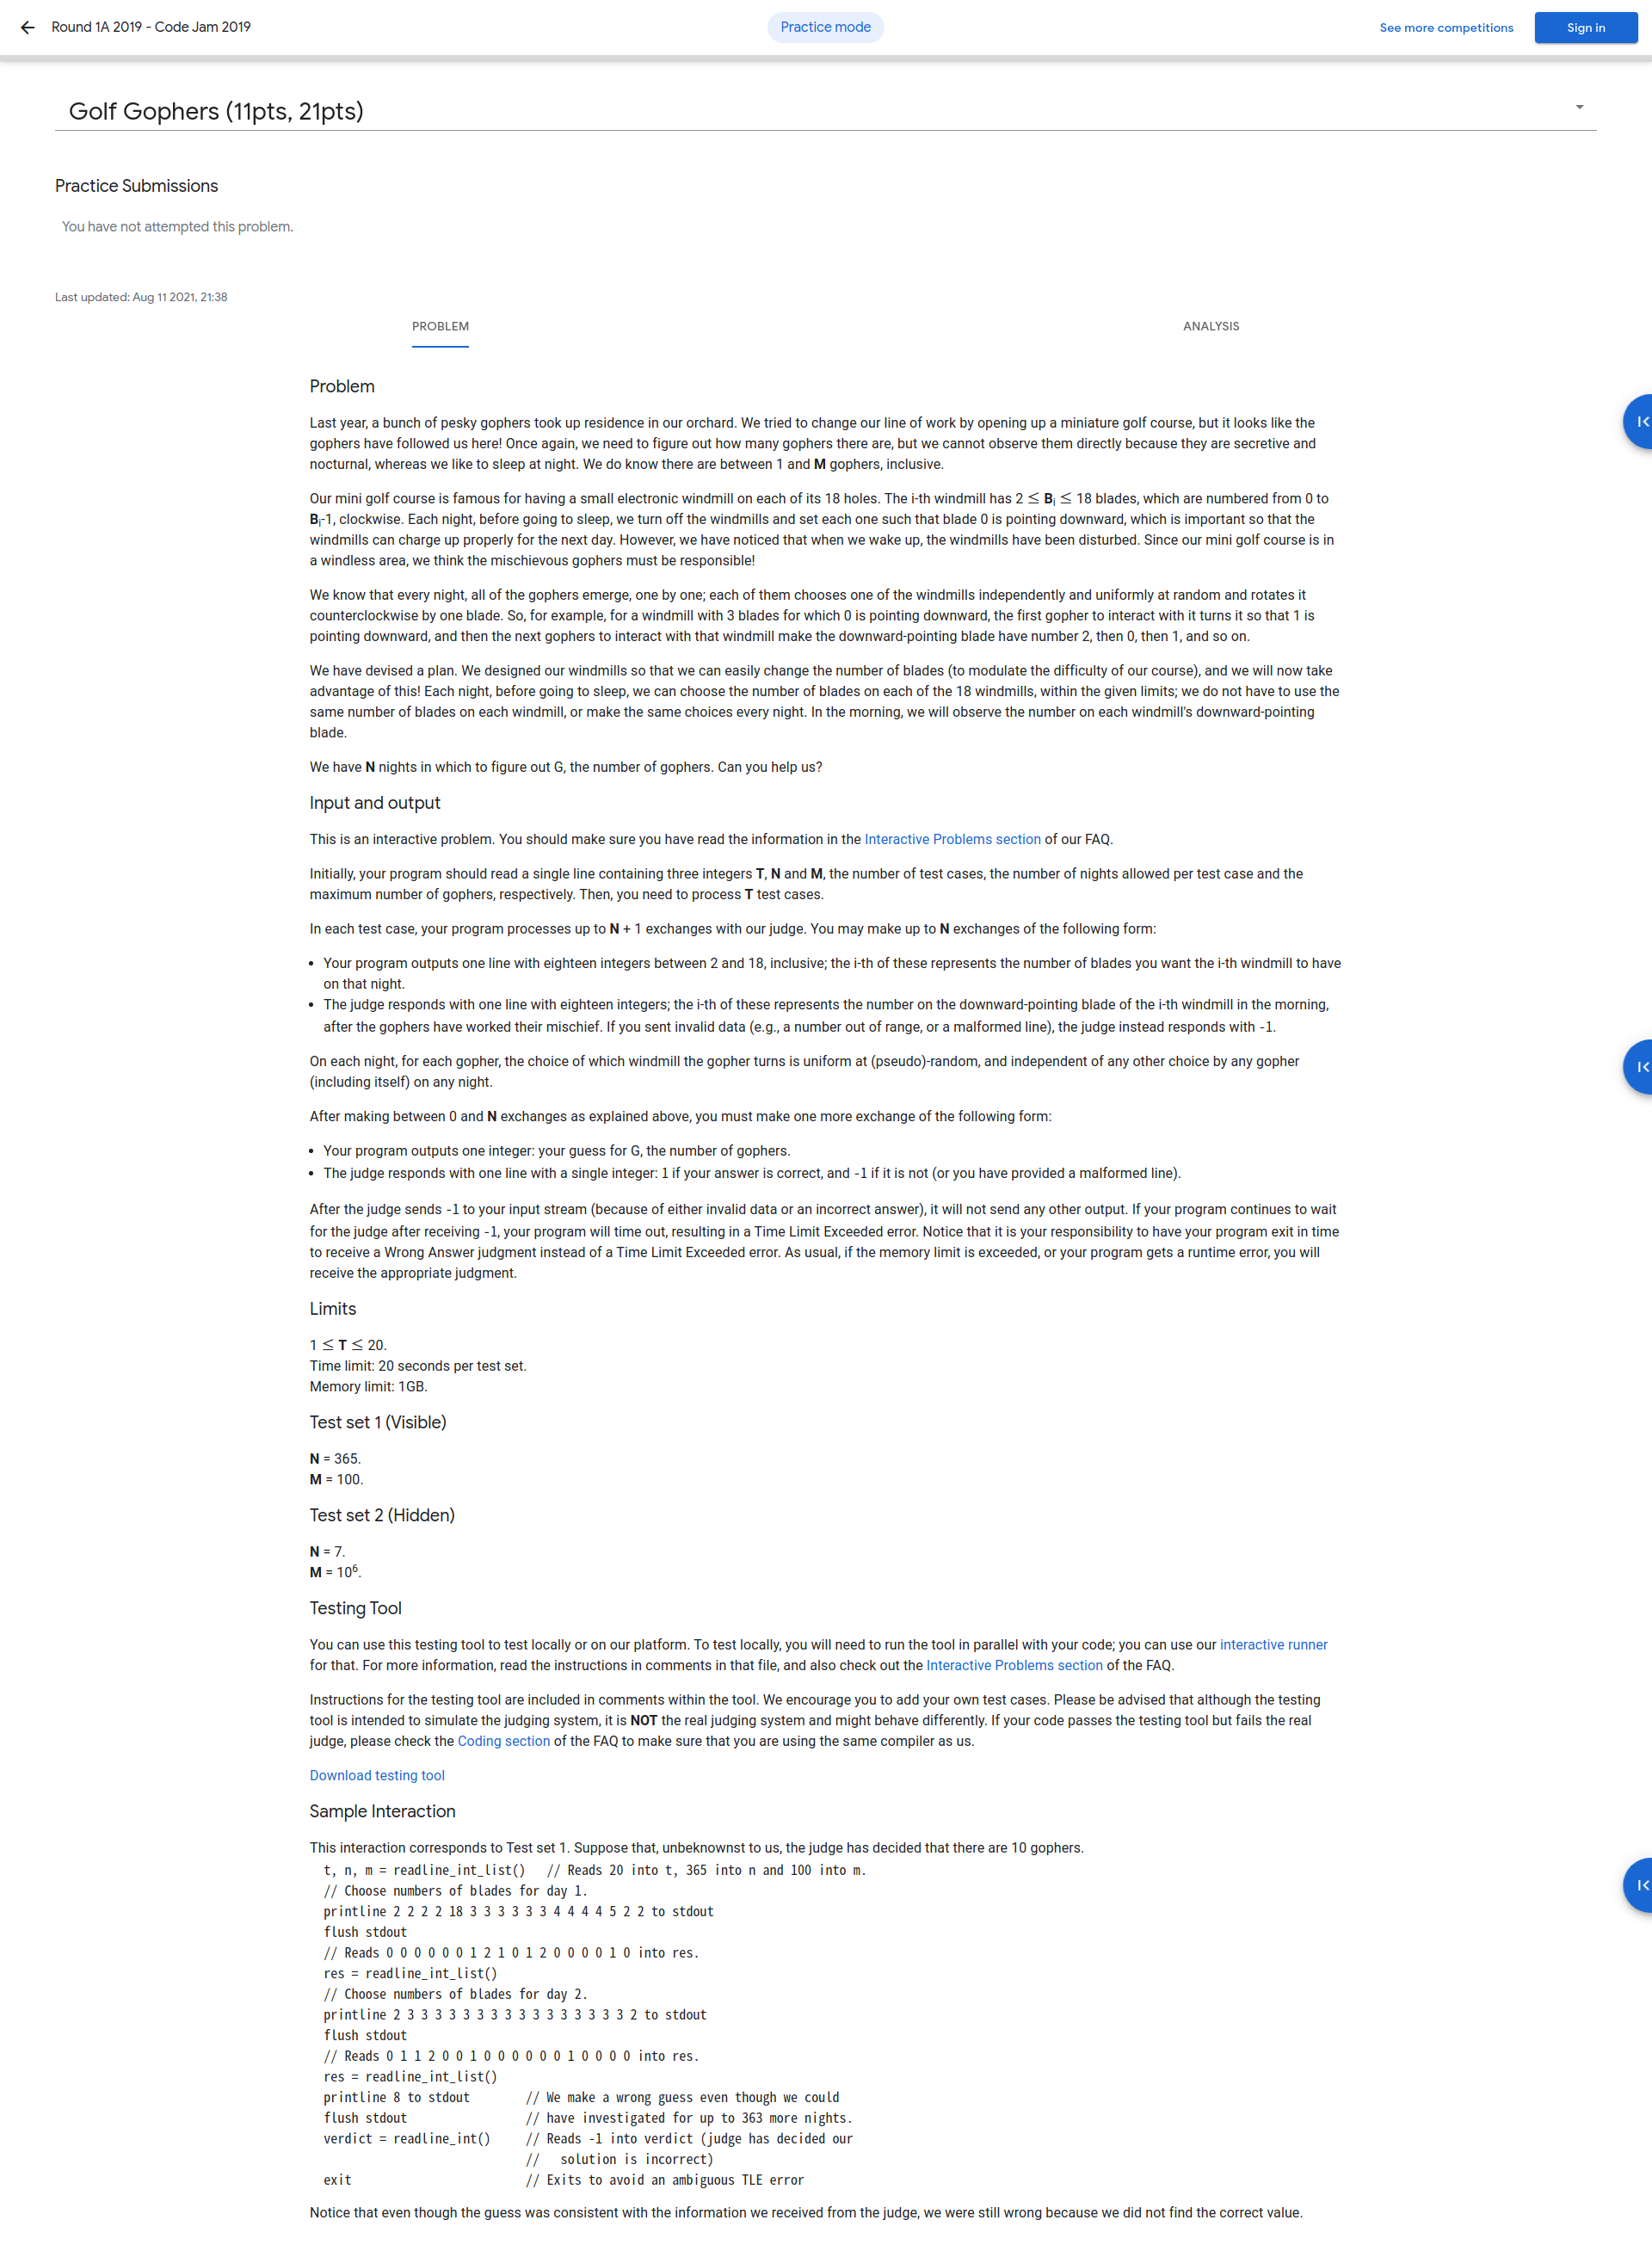 Round 1A 2019 - Code Jam 2019
Practice mode
See more competitions
Sign in
Golf Gophers (11pts, 21pts)
Practice Submissions
You have not attempted this problem.
Last updated: Aug 11 2021, 21:38
PROBLEM
ANALYSIS
Problem
Last year, a bunch of pesky gophers took up residence in our orchard. We tried to change our line of work by opening up a miniature golf course, but it looks like the
gophers have followed us here! Once again, we need to figure out how many gophers there are, but we cannot observe them directly because they are secretive and
nocturnal, whereas we like to sleep at night. We do know there are between 1 and M gophers, inclusive.
Our mini golf course is famous for having a small electronic windmill on each of its 18 holes. The i-th windmill has 2 ≤ Bi ≤ 18 blades, which are numbered from 0 to
Bi-1, clockwise. Each night, before going to sleep, we turn off the windmills and set each one such that blade 0 is pointing downward, which is important so that the
windmills can charge up properly for the next day. However, we have noticed that when we wake up, the windmills have been disturbed. Since our mini golf course is in
a windless area, we think the mischievous gophers must be responsible!
We know that every night, all of the gophers emerge, one by one; each of them chooses one of the windmills independently and uniformly at random and rotates it
counterclockwise by one blade. So, for example, for a windmill with 3 blades for which 0 is pointing downward, the first gopher to interact with it turns it so that 1 is
pointing downward, and then the next gophers to interact with that windmill make the downward-pointing blade have number 2, then 0, then 1, and so on.
We have devised a plan. We designed our windmills so that we can easily change the number of blades (to modulate the difficulty of our course), and we will now take
advantage of this! Each night, before going to sleep, we can choose the number of blades on each of the 18 windmills, within the given limits; we do not have to use the
same number of blades on each windmill, or make the same choices every night. In the morning, we will observe the number on each windmill's downward-pointing
blade.
We have N nights in which to figure out G, the number of gophers. Can you help us?
Input and output
This is an interactive problem. You should make sure you have read the information in the Interactive Problems section of our FAQ.
Initially, your program should read a single line containing three integers T, N and M, the number of test cases, the number of nights allowed per test case and the
maximum number of gophers, respectively. Then, you need to process T test cases.
In each test case, your program processes up to N + 1 exchanges with our judge. You may make up to N exchanges of the following form:
• Your program outputs one line with eighteen integers between 2 and 18, inclusive; the i-th of these represents the number of blades you want the i-th windmill to have
on that night.
• The judge responds with one line with eighteen integers; the i-th of these represents the number on the downward-pointing blade of the i-th windmill in the morning,
after the gophers have worked their mischief. If you sent invalid data (e.g., a number out of range, or a malformed line), the judge instead responds with -1.
On each night, for each gopher, the choice of which windmill the gopher turns is uniform at (pseudo)-random, and independent of any other choice by any gopher
(including itself) on any night.
After making between 0 and N exchanges as explained above, you must make one more exchange of the following form:
• Your program outputs one integer: your guess for G, the number of gophers.
• The judge responds with one line with a single integer: 1 if your answer is correct, and -1 if it is not (or you have provided a malformed line).
After the judge sends -1 to your input stream (because of either invalid data or an incorrect answer), it will not send any other output. If your program continues to wait
for the judge after receiving -1, your program will time out, resulting in a Time Limit Exceeded error. Notice that it is your responsibility to have your program exit in time
to receive a Wrong Answer judgment instead of a Time Limit Exceeded error. As usual, if the memory limit is exceeded, or your program gets a runtime error, you will
receive the appropriate judgment.
Limits
1 ≤ T ≤ 20.
Time limit: 20 seconds per test set.
Memory limit: 1GB.
Test set 1 (Visible)
N = 365.
M = 100.
Test set 2 (Hidden)
N = 7.
M = 10^6.
Testing Tool
You can use this testing tool to test locally or on our platform. To test locally, you will need to run the tool in parallel with your code; you can use our interactive runner
for that. For more information, read the instructions in comments in that file, and also check out the Interactive Problems section of the FAQ.
Instructions for the testing tool are included in comments within the tool. We encourage you to add your own test cases. Please be advised that although the testing
tool is intended to simulate the judging system, it is NOT the real judging system and might behave differently. If your code passes the testing tool but fails the real
judge, please check the Coding section of the FAQ to make sure that you are using the same compiler as us.
Download testing tool
Sample Interaction
This interaction corresponds to Test set 1. Suppose that, unbeknownst to us, the judge has decided that there are 10 gophers.
t, n, m = readline_int_list()   // Reads 20 into t, 365 into n and 100 into m.
// Choose numbers of blades for day 1.
printline 2 2 2 2 18 3 3 3 3 3 3 4 4 4 4 5 2 2 to stdout
flush stdout
// Reads 0 0 0 0 0 0 1 2 1 0 1 2 0 0 0 0 1 0 into res.
res = readline_int_list()
// Choose numbers of blades for day 2.
printline 2 3 3 3 3 3 3 3 3 3 3 3 3 3 3 3 3 2 to stdout
flush stdout
// Reads 0 1 1 2 0 0 1 0 0 0 0 0 0 1 0 0 0 0 into res.
res = readline_int_list()
printline 8 to stdout        // We make a wrong guess even though we could
flush stdout                 // have investigated for up to 363 more nights.
verdict = readline_int()     // Reads -1 into verdict (judge has decided our
                             //   solution is incorrect)
exit                         // Exits to avoid an ambiguous TLE error
Notice that even though the guess was consistent with the information we received from the judge, we were still wrong because we did not find the correct value.